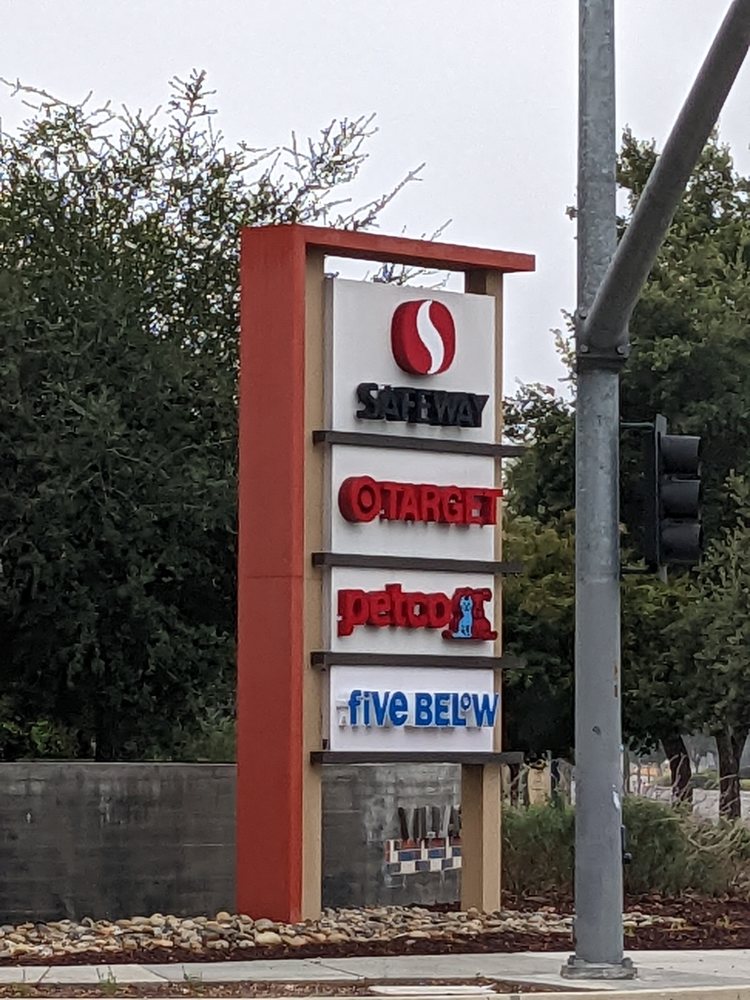 SAFEWAY
TARGET
petco
five BELOW